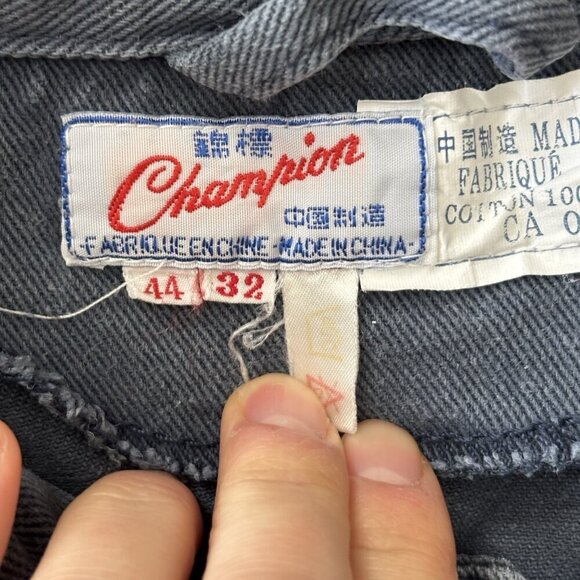 錦標
Champion
中国制造
-FABRIQUE EN CHINE - MADE IN CHINA-
44 32
S
中国制造 MAD
FABRIQUÉ
COTTON 100
CA 0